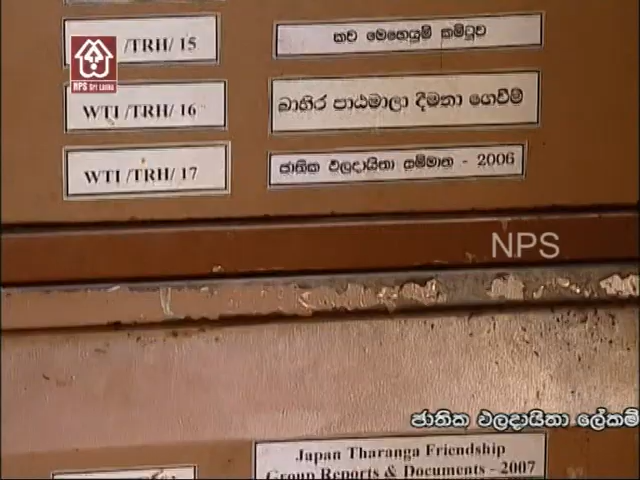 /TRH/ 15
කව මෙහෙයුම් කමිටුව
NPS SRI LANKA
WTI /TRH/ 16
බාහිර පාඨමාලා දීමනා ගෙවීම්
WTI /TRH/ 17
ජාතික ඵලදායිතා සම්මාන - 2006
NPS
ජාතික ඵලදායිතා ලේකම්
Japan Tharanga Friendship
Group Reports & Documents - 2007